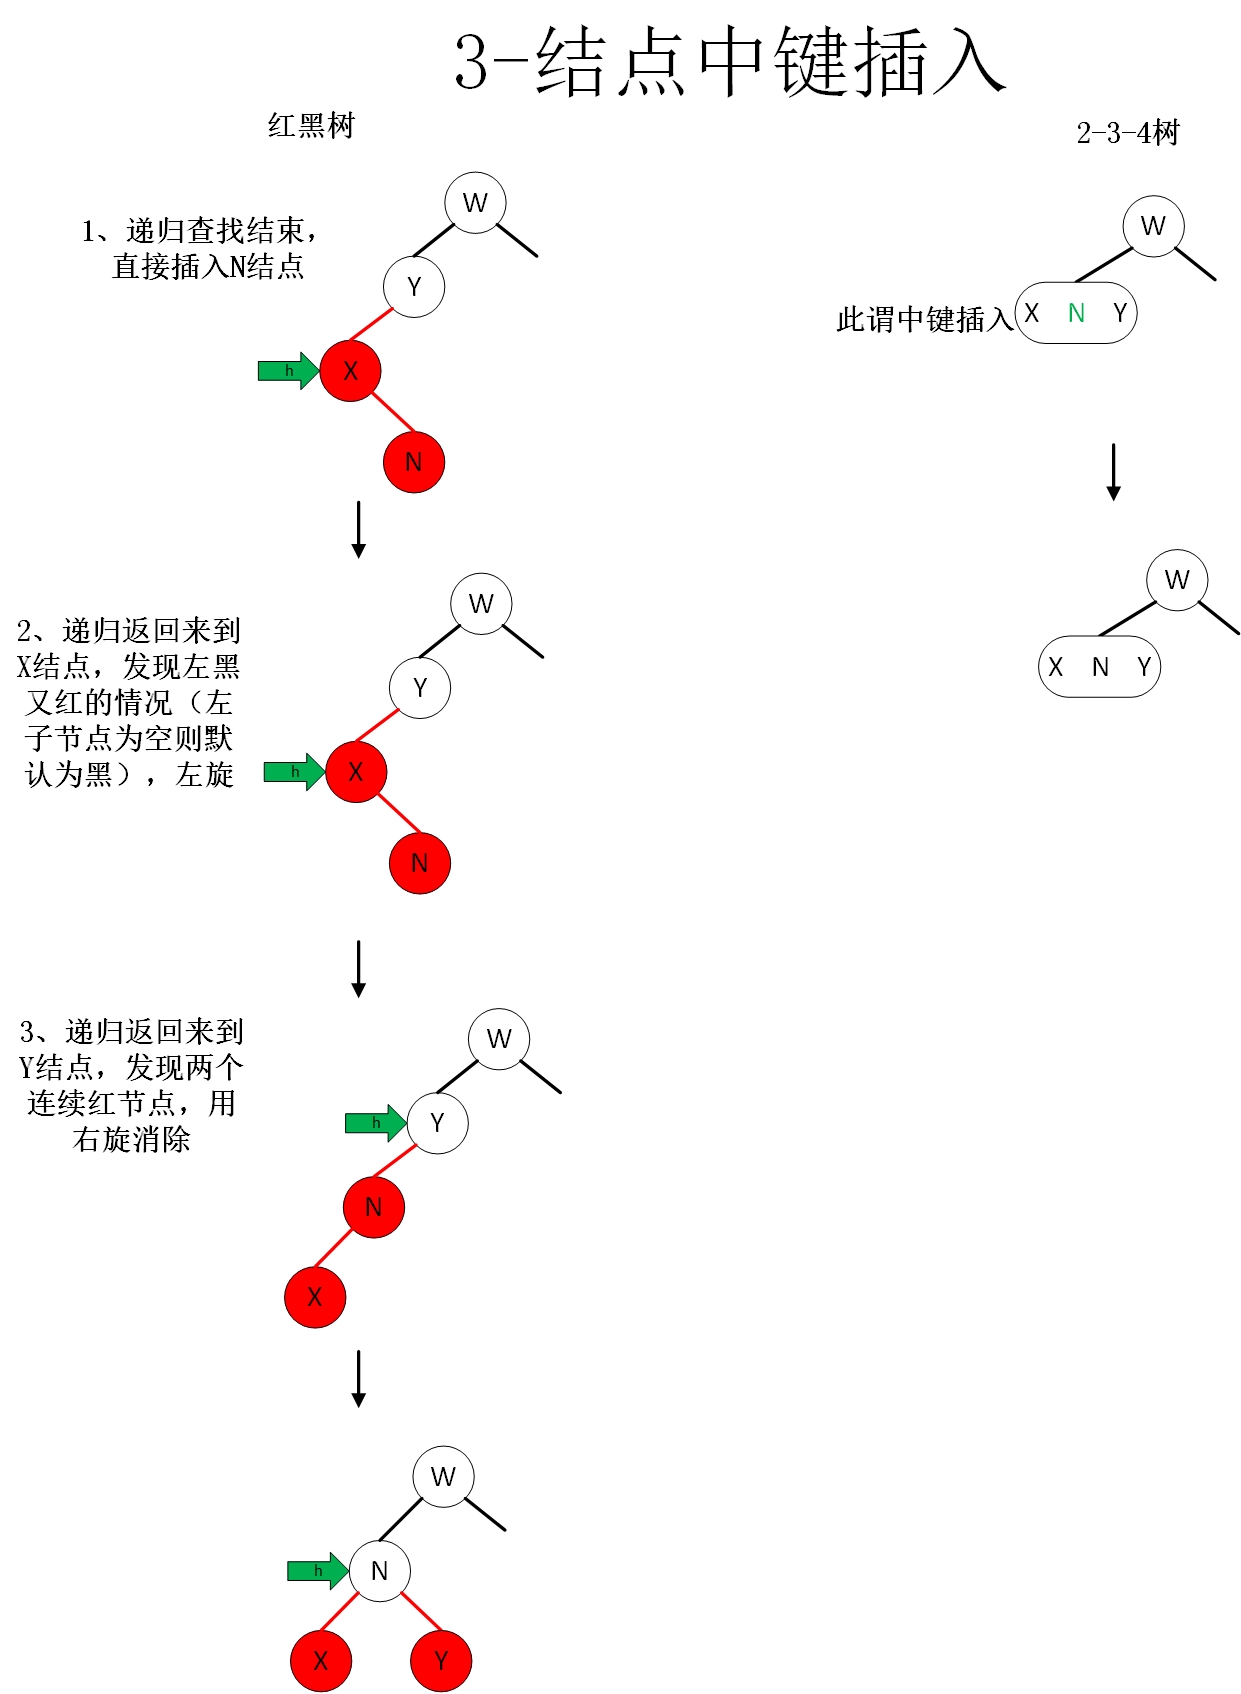 3-结点中键插入
红黑树
2-3-4树
W
1、递归查找结束，
直接插入N结点
Y
h
X
N
W
此谓中键插入
X N Y
W
2、递归返回来到
X结点，发现左黑
又红的情况（左
子节点为空则默
认为黑），左旋
Y
h
X
N
W
X N Y
3、递归返回来到
Y结点，发现两个
连续红节点，用
右旋消除
W
h
Y
N
X
W
h
N
X
Y